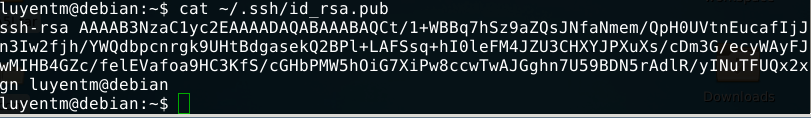 luyentm@debian:~$ cat ~/.ssh/id_rsa.pub
ssh-rsa AAAAB3NzaC1yc2EAAAADAQABAAABAQCt/1+WBBq7hSz9aZQsJNfaNmem/QpH0UVtnEucafIjJ
n3Iw2fjh/YWQdbpcnrgk9UHtBdgasekQ2BPl+LAFSsq+hI0leFM4JZU3CHXYJPXuXs/cDm3G/ecyWAyFJ
wMIHB4GZc/felEVafoa9HC3KfS/cGHbPMW5hOiG7XiPw8ccwTwAJGghn7U59BDN5rAdlR/yINuTFUQx2x
gn luyentm@debian
luyentm@debian:~$
Downloads